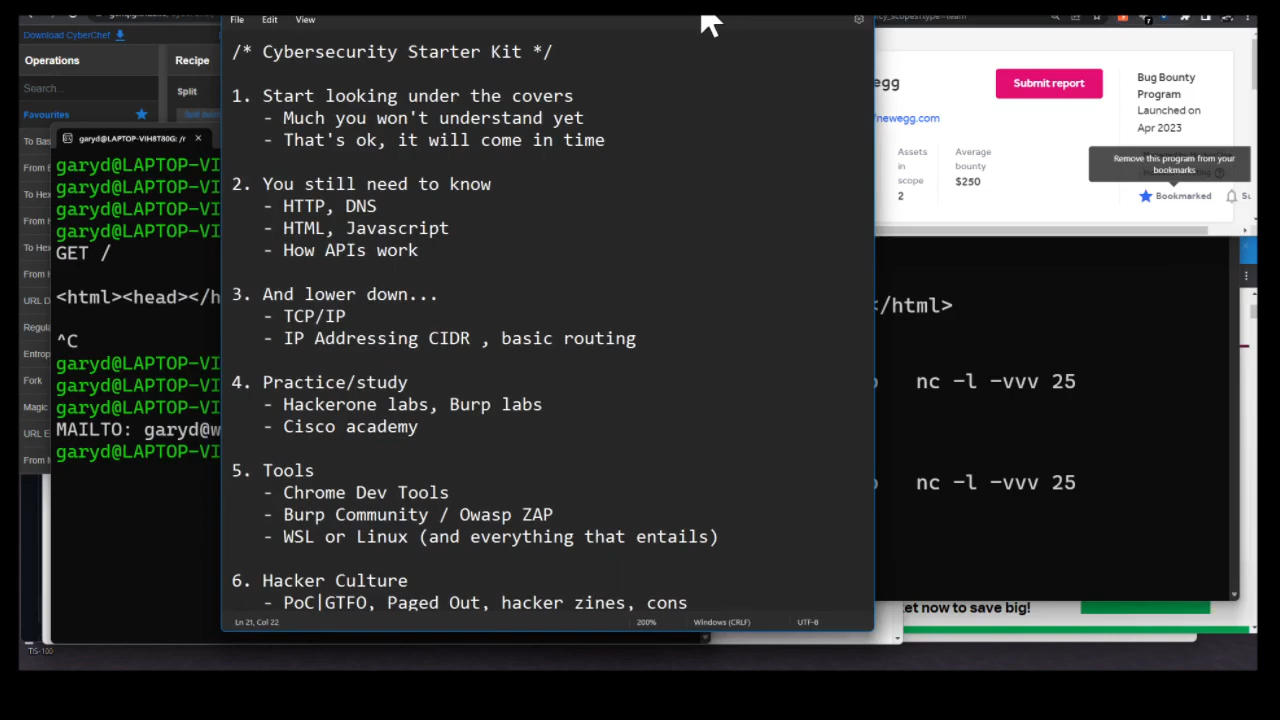 File Edit View
/* Cybersecurity Starter Kit */
1. Start looking under the covers
- Much you won't understand yet
- That's ok, it will come in time
2. You still need to know
- HTTP, DNS
- HTML, Javascript
- How APIs work
3. And lower down...
- TCP/IP
- IP Addressing CIDR , basic routing
4. Practice/study
- Hackerone labs, Burp labs
- Cisco academy
5. Tools
- Chrome Dev Tools
- Burp Community / Owasp ZAP
- WSL or Linux (and everything that entails)
6. Hacker Culture
- PoC|GTFO, Paged Out, hacker zines, cons
Ln 21, Col 22 200% Windows (CRLF) UTF-8
Download CyberChef
Operations
Search...
Favourites
To Bas
From B
To Hex
From H
To He
From H
URL D
Regula
Entrop
Fork
Magic
URL E
From M
Recipe
Split
garyd@LAPTOP-VIH8T80G: /r
garyd@LAPTOP-VI
garyd@LAPTOP-VI
garyd@LAPTOP-VI
garyd@LAPTOP-VI
GET /
<html><head></h
^C
garyd@LAPTOP-VI
garyd@LAPTOP-VI
garyd@LAPTOP-VI
MAILTO: garyd@w
garyd@LAPTOP-VI
TIS-100
egg
/newegg.com
Submit report
Bug Bounty
Program
Launched on
Apr 2023
Assets
in
scope
2
Average
bounty
$250
Remove this program from your
bookmarks
Bookmarked
Su
</html>
nc -l -vvv 25
nc -l -vvv 25
ket now to save big!